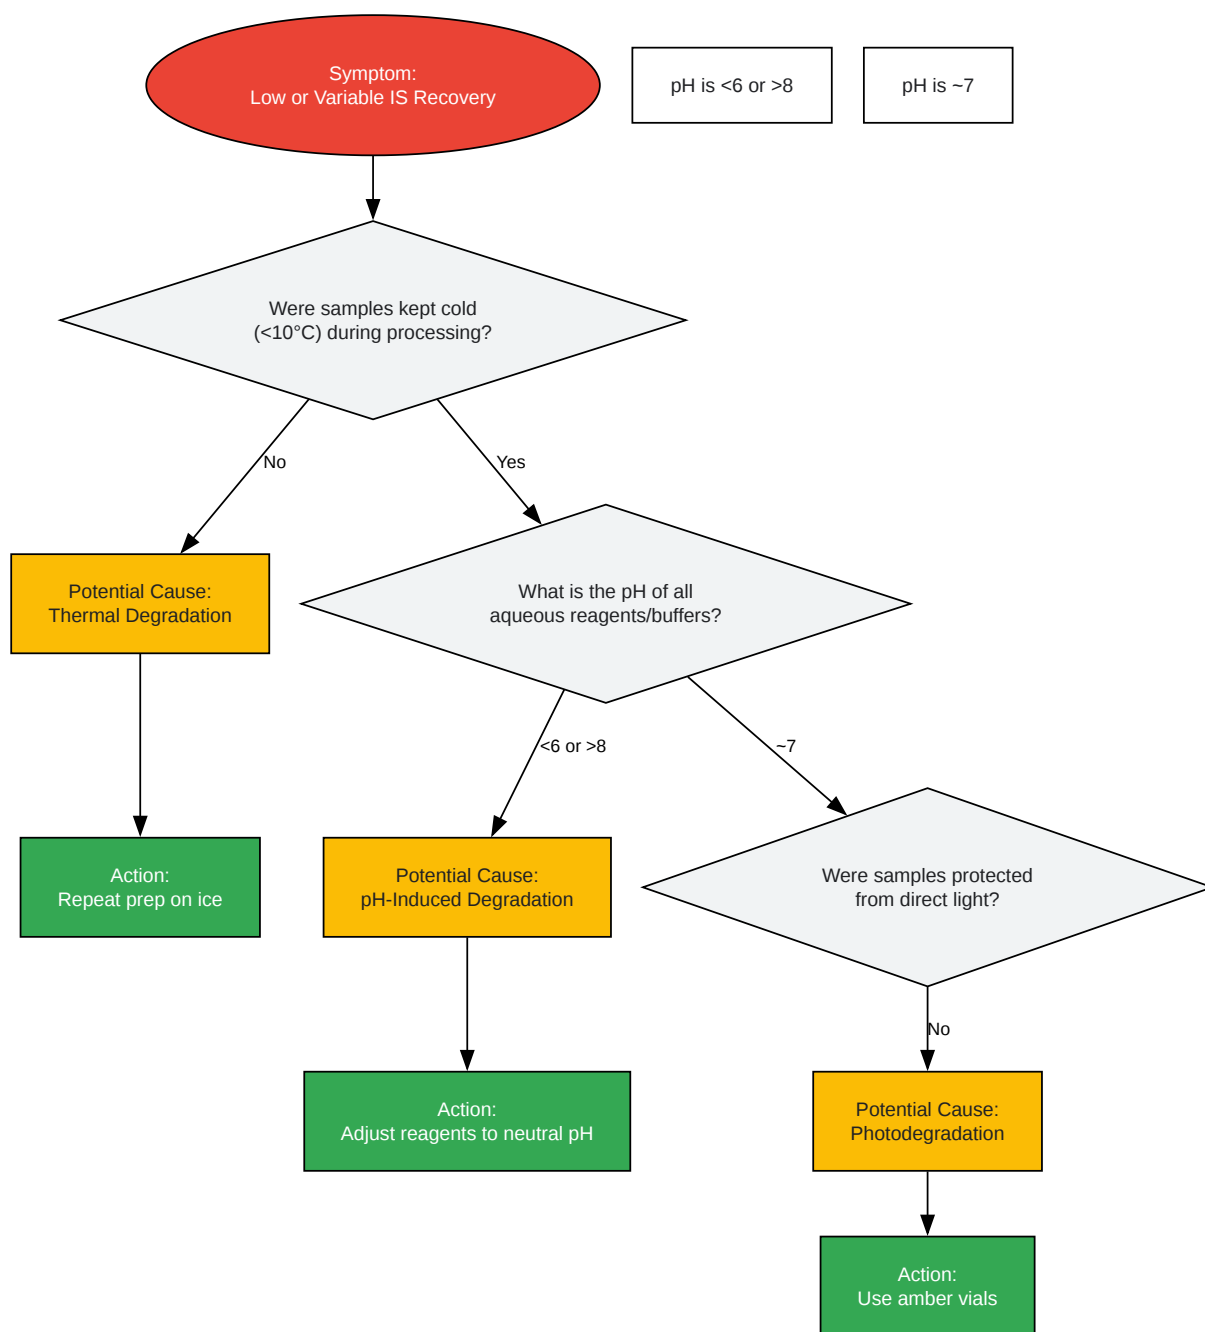 Symptom:
Low or Variable IS Recovery
pH is <6 or >8
pH is ~7
Were samples kept cold
(<10°C) during processing?
No
Yes
Potential Cause:
Thermal Degradation
What is the pH of all
aqueous reagents/buffers?
<6 or >8
~7
Action:
Repeat prep on ice
Potential Cause:
pH-Induced Degradation
Were samples protected
from direct light?
No
Action:
Adjust reagents to neutral pH
Potential Cause:
Photodegradation
Action:
Use amber vials